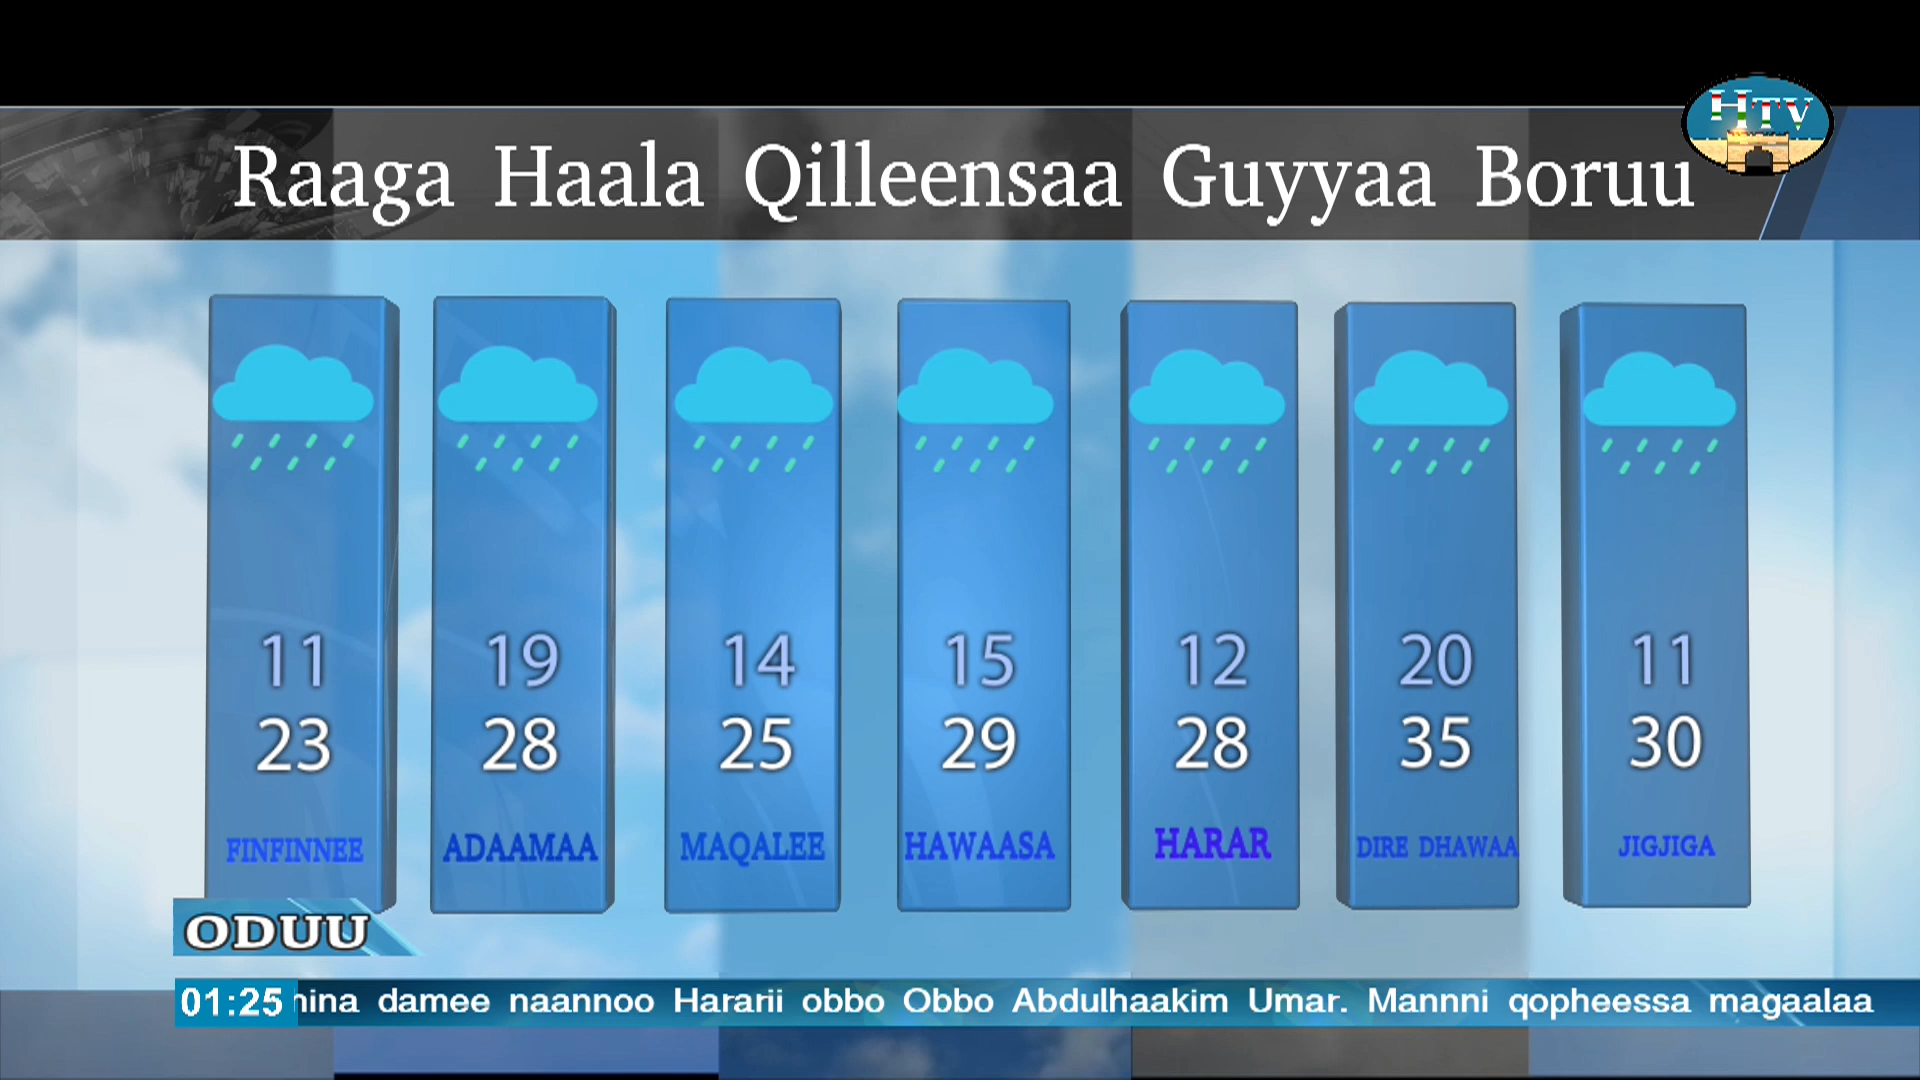 HTV
Raaga Haala Qilleensaa Guyyaa Boruu
11 19 14 15 12 20 11
23 28 25 29 28 35 30
FINFINNEE ADAAMAA MAQALEE HAWAASA HARAR DIRE DHAWAA JIGJIGA
ODUU
01:25 damee naannoo Hararii obbo Obbo Abdulhaakim Umar. Mannni qopheessa magaalaa